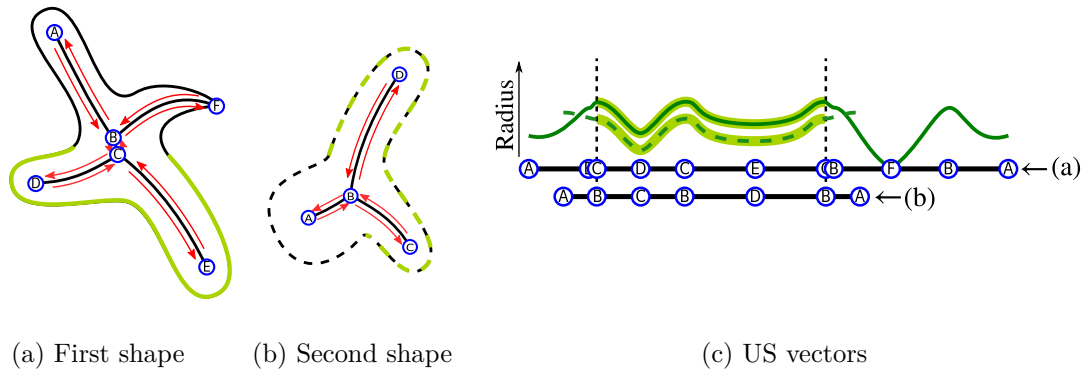 A
F
B
C
D
E
D
B
A
C
Radius
A B C D C E C B F B A (a)
A B C B D B A (b)
(a) First shape
(b) Second shape
(c) US vectors